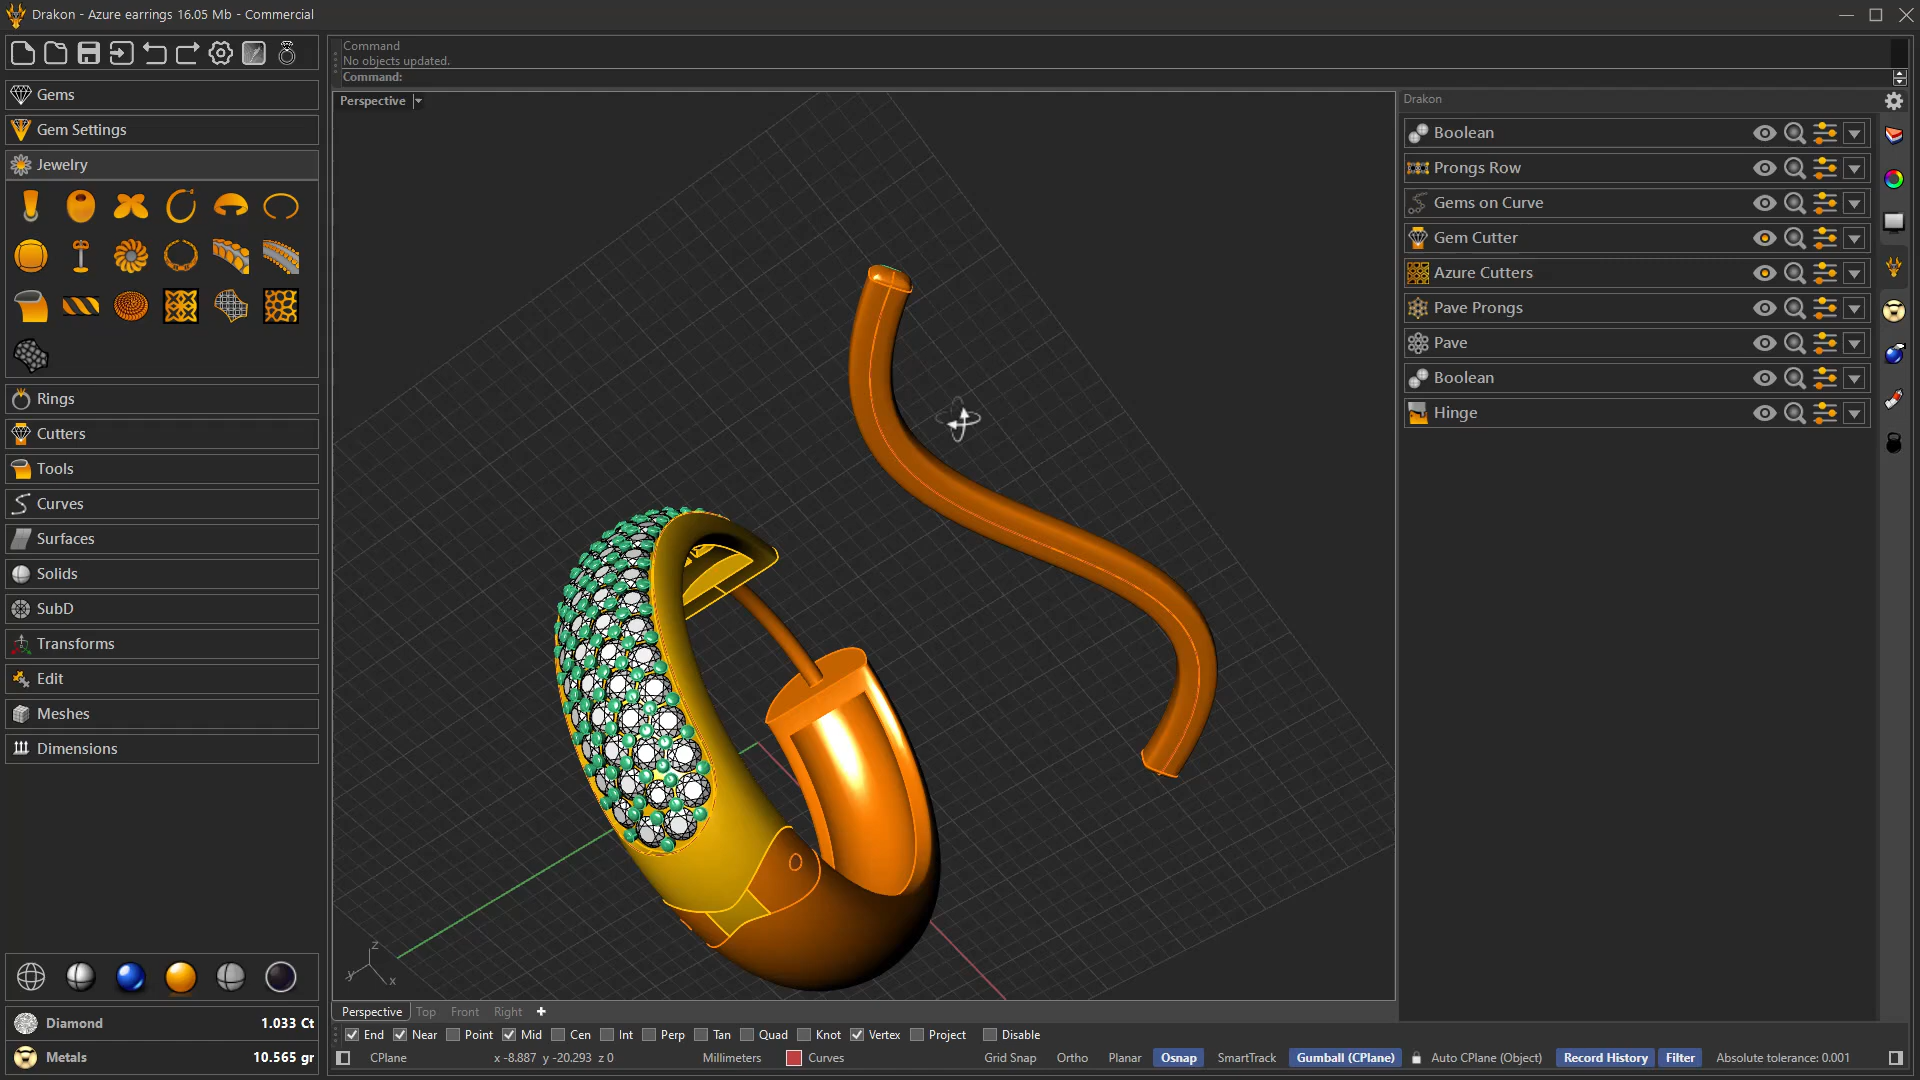 Drakon - Azure earrings 16.05 Mb - Commercial
Command
No objects updated.
Command:
Gems
Gem Settings
Jewelry
Rings
Cutters
Tools
Curves
Surfaces
Solids
SubD
Transforms
Edit
Meshes
Dimensions
Diamond 1.033 Ct
Metals 10.565 gr
Perspective
z
y
x
Drakon
Boolean
Prongs Row
Gems on Curve
Gem Cutter
Azure Cutters
Pave Prongs
Pave
Boolean
Hinge
Perspective Top Front Right
End Near Point Mid Cen Int Perp Tan Quad Knot Vertex Project Disable
CPlane x -8.887 y -20.293 z 0 Millimeters Curves Grid Snap Ortho Planar Osnap SmartTrack Gumball (CPlane) Auto CPlane (Object) Record History Filter Absolute tolerance: 0.001